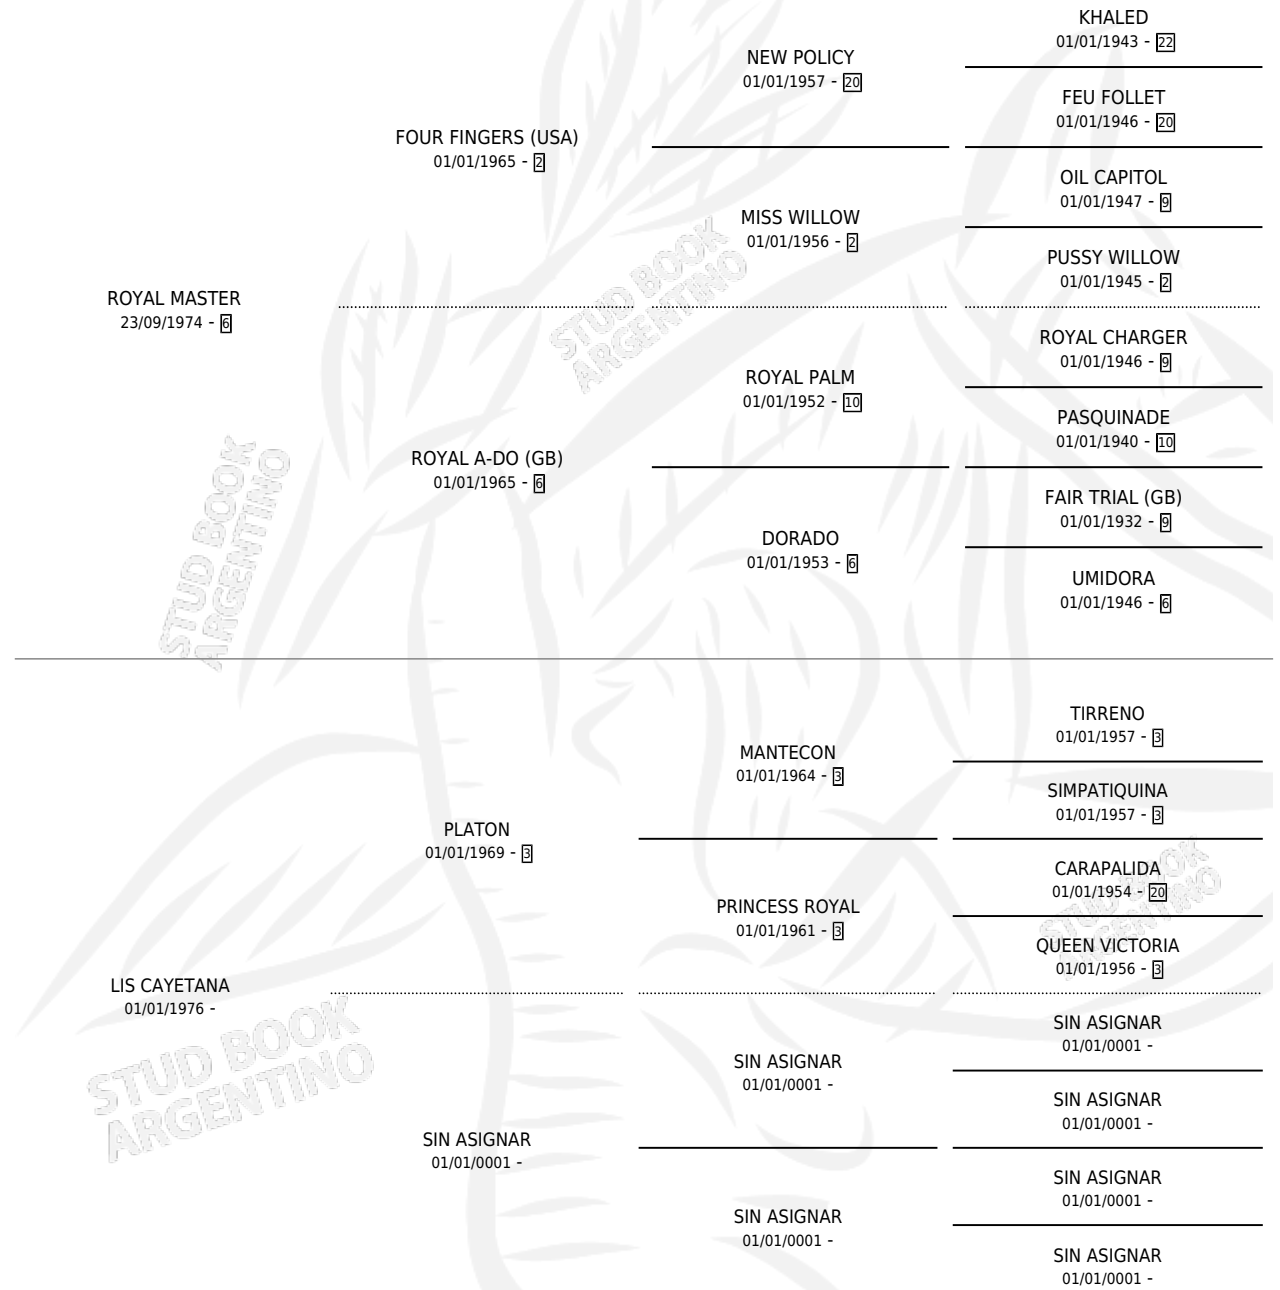 KHALED
01/01/1943 - 22
NEW POLICY
01/01/1957 - 20
FEU FOLLET
01/01/1946 - 20
FOUR FINGERS (USA)
01/01/1965 - 2
OIL CAPITOL
01/01/1947 - 9
MISS WILLOW
01/01/1956 - 2
PUSSY WILLOW
01/01/1945 - 2
ROYAL MASTER
23/09/1974 - 6
ROYAL CHARGER
01/01/1946 - 9
ROYAL PALM
01/01/1952 - 10
PASQUINADE
01/01/1940 - 10
ROYAL A-DO (GB)
01/01/1965 - 6
FAIR TRIAL (GB)
01/01/1932 - 9
DORADO
01/01/1953 - 6
UMIDORA
01/01/1946 - 6
TIRRENO
01/01/1957 - 3
MANTECON
01/01/1964 - 3
SIMPATIQUINA
01/01/1957 - 3
PLATON
01/01/1969 - 3
CARAPALIDA
01/01/1954 - 20
PRINCESS ROYAL
01/01/1961 - 3
QUEEN VICTORIA
01/01/1956 - 3
LIS CAYETANA
01/01/1976 -
SIN ASIGNAR
01/01/0001 -
SIN ASIGNAR
01/01/0001 -
SIN ASIGNAR
01/01/0001 -
SIN ASIGNAR
01/01/0001 -
SIN ASIGNAR
01/01/0001 -
SIN ASIGNAR
01/01/0001 -
SIN ASIGNAR
01/01/0001 -
STUD BOOK
ARGENTINO
STUD BOOK
ARGENTINO
STUD BOOK
ARGENTINO
STUD BOOK
ARGENTINO